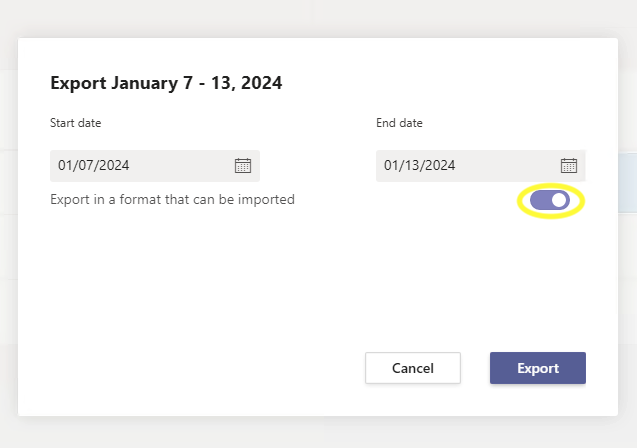 Export January 7 - 13, 2024
Start date
End date
01/07/2024
01/13/2024
Export in a format that can be imported
Cancel
Export